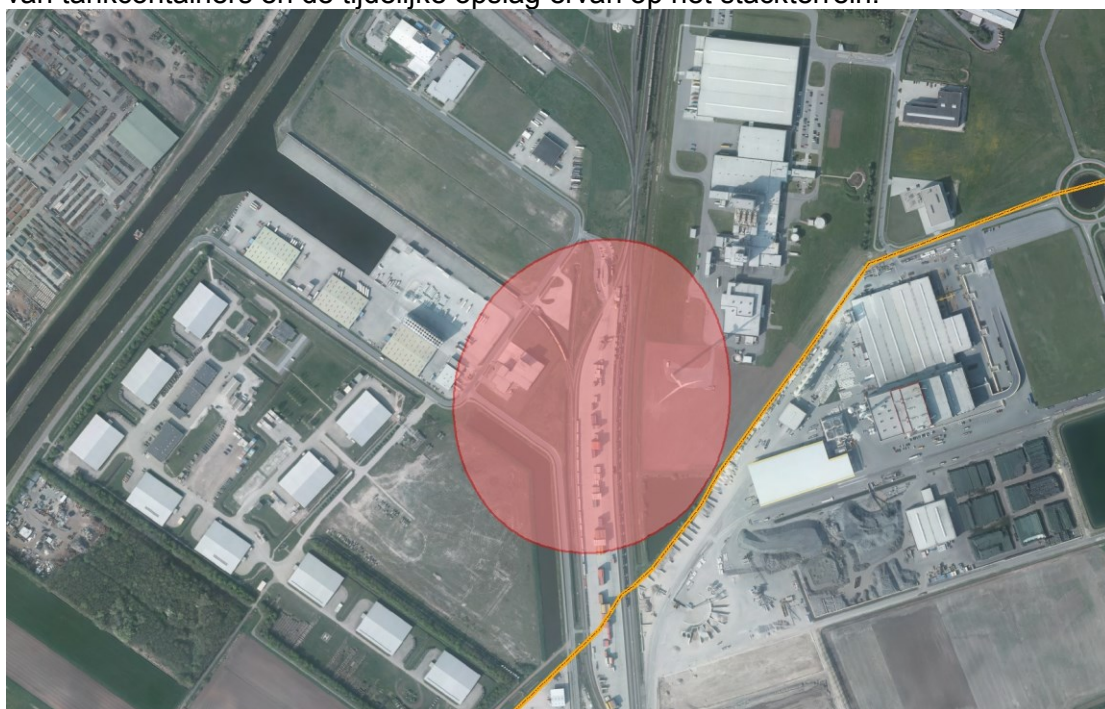 van tankcontainers en de tijdelijke opslag ervan op het stackterrein.